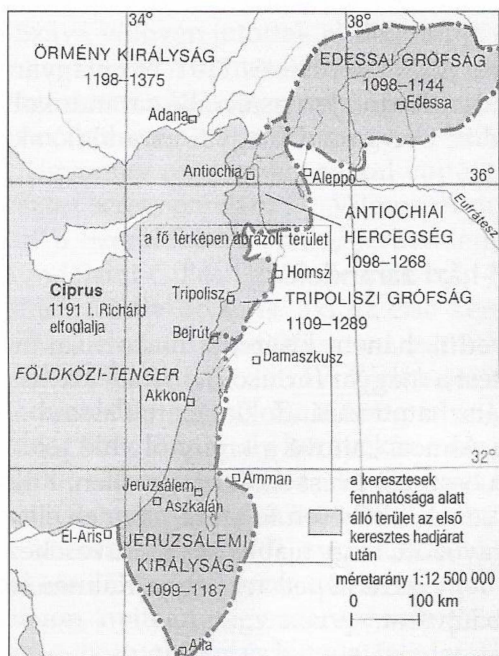 34°
38°
ÖRMÉNY KIRÁLYSÁG
1198–1375
EDESSAI GRÓFSÁG
1098–1144
Edessa
Adana
Antiochia
Aleppó
36°
Eufrátesz
ANTIOCHIAI
HERCEGSÉG
1098–1268
a fő térképen ábrázolt terület
Homsz
Ciprus
1191 I. Richárd
elfoglalja
Tripolisz
TRIPOLISZI GRÓFSÁG
1109–1289
Bejrút
Damaszkusz
FÖLDKÖZI-TENGER
Akkon
32°
Jeruzsálem
Amman
Aszkalón
El-Aris
JERUZSÁLEMI
KIRÁLYSÁG
1099–1187
Aila
a keresztesek
fennhatósága alatt
álló terület az első
keresztes hadjárat
után
méretarány 1:12 500 000
0 100 km